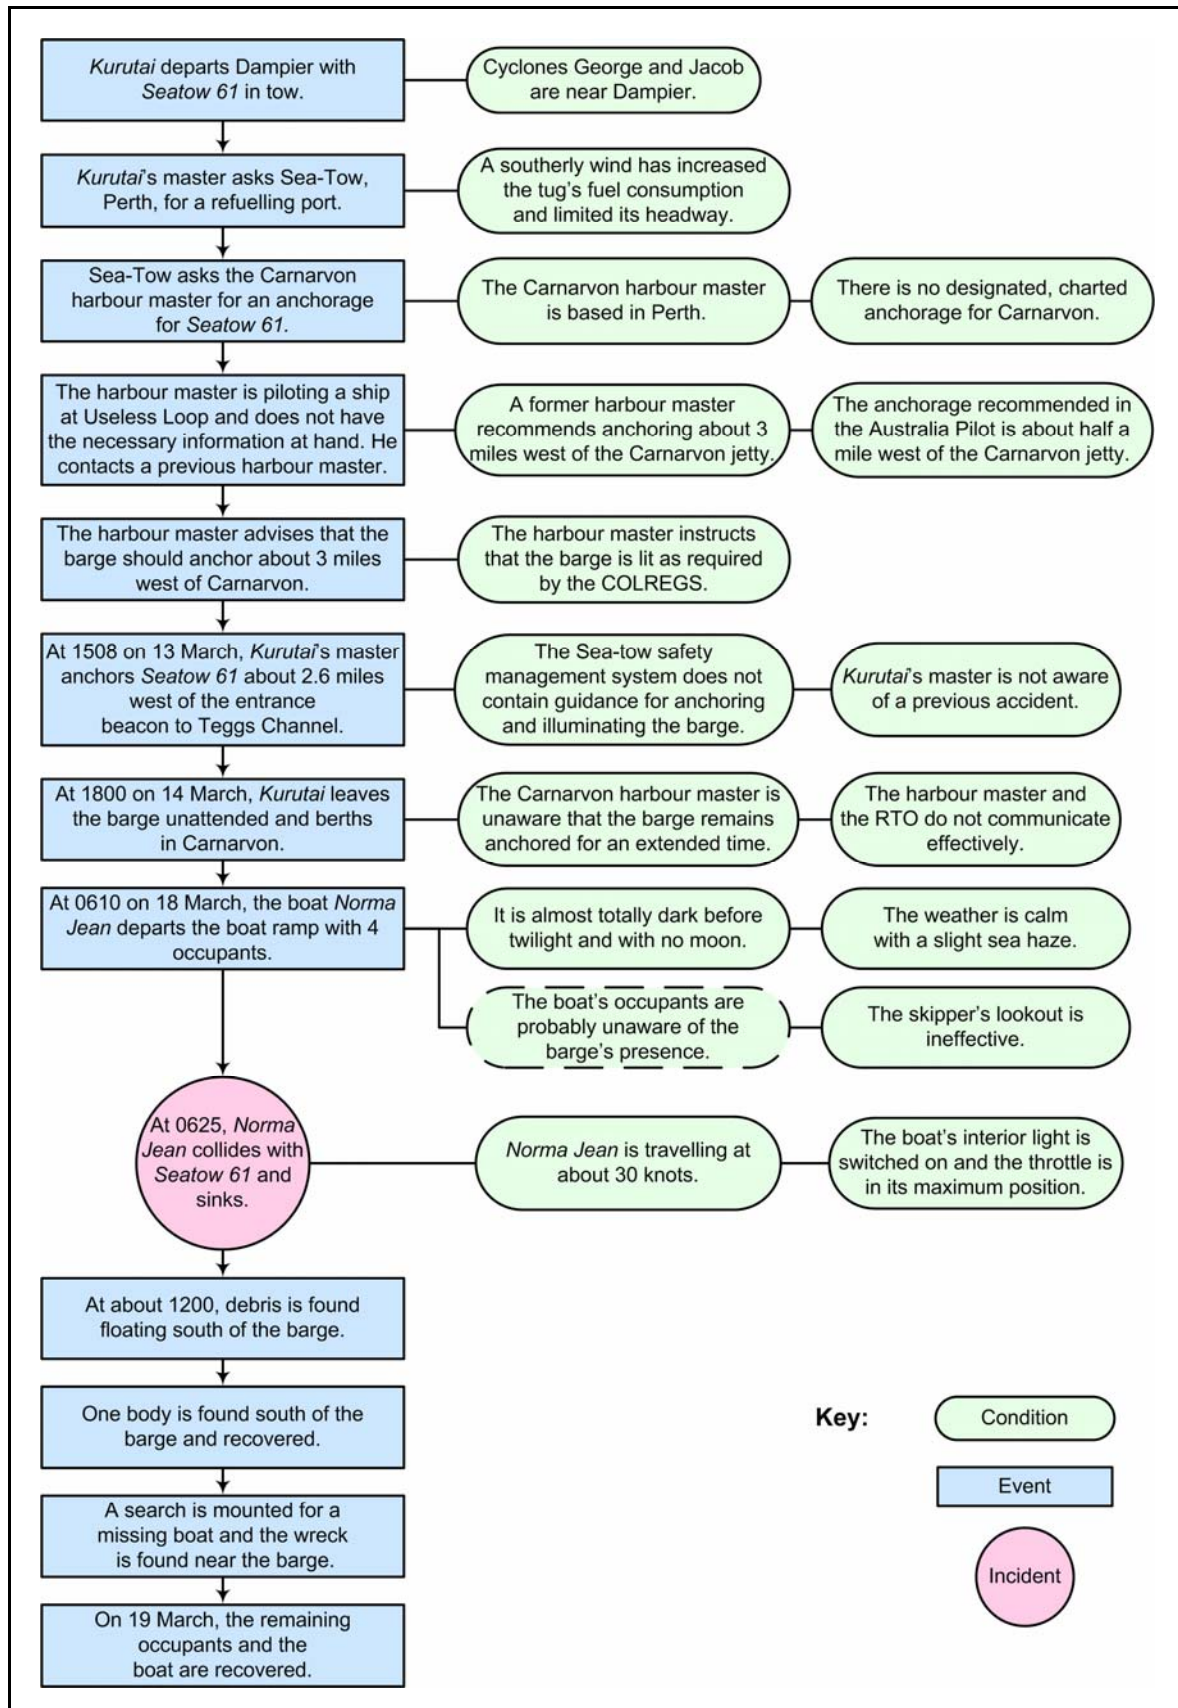 Kurutai departs Dampier with
Seatow 61 in tow.
Cyclones George and Jacob
are near Dampier.
Kurutai's master asks Sea-Tow,
Perth, for a refuelling port.
A southerly wind has increased
the tug's fuel consumption
and limited its headway.
Sea-Tow asks the Carnarvon
harbour master for an anchorage
for Seatow 61.
The Carnarvon harbour master
is based in Perth.
There is no designated, charted
anchorage for Carnarvon.
The harbour master is piloting a ship
at Useless Loop and does not have
the necessary information at hand. He
contacts a previous harbour master.
A former harbour master
recommends anchoring about 3
miles west of the Carnarvon jetty.
The anchorage recommended in
the Australia Pilot is about half a
mile west of the Carnarvon jetty.
The harbour master advises that the
barge should anchor about 3 miles
west of Carnarvon.
The harbour master instructs
that the barge is lit as required
by the COLREGS.
At 1508 on 13 March, Kurutai's master
anchors Seatow 61 about 2.6 miles
west of the entrance
beacon to Teggs Channel.
The Sea-tow safety
management system does not
contain guidance for anchoring
and illuminating the barge.
Kurutai's master is not aware
of a previous accident.
At 1800 on 14 March, Kurutai leaves
the barge unattended and berths
in Carnarvon.
The Carnarvon harbour master is
unaware that the barge remains
anchored for an extended time.
The harbour master and
the RTO do not communicate
effectively.
At 0610 on 18 March, the boat Norma
Jean departs the boat ramp with 4
occupants.
It is almost totally dark before
twilight and with no moon.
The weather is calm
with a slight sea haze.
The boat's occupants are
probably unaware of the
barge's presence.
The skipper's lookout is
ineffective.
At 0625, Norma
Jean collides with
Seatow 61 and
sinks.
Norma Jean is travelling at
about 30 knots.
The boat's interior light is
switched on and the throttle is
in its maximum position.
At about 1200, debris is found
floating south of the barge.
One body is found south of the
barge and recovered.
A search is mounted for a
missing boat and the wreck
is found near the barge.
On 19 March, the remaining
occupants and the
boat are recovered.
Key:
Condition
Event
Incident